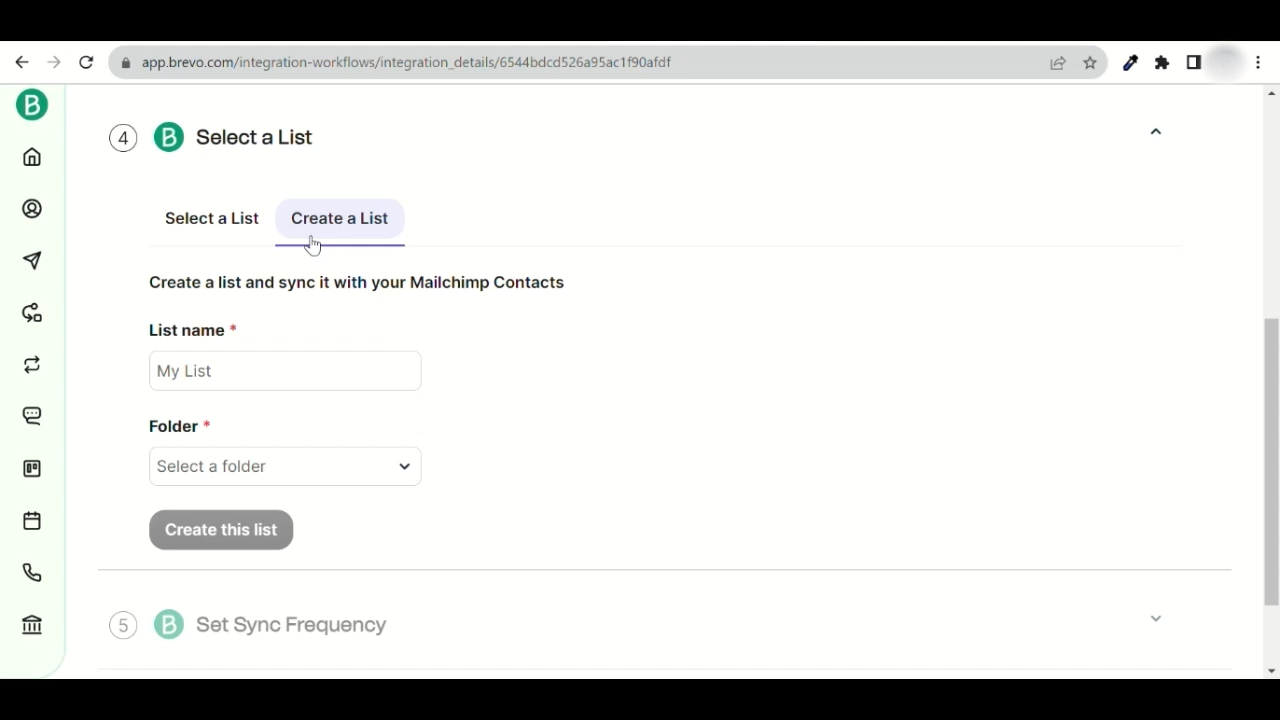 app.brevo.com/integration-workflows/integration_details/6544bdcd526a95ac1f90afdf
B
4 B Select a List
Select a List Create a List
Create a list and sync it with your Mailchimp Contacts
List name *
My List
Folder *
Select a folder
Create this list
5 B Set Sync Frequency